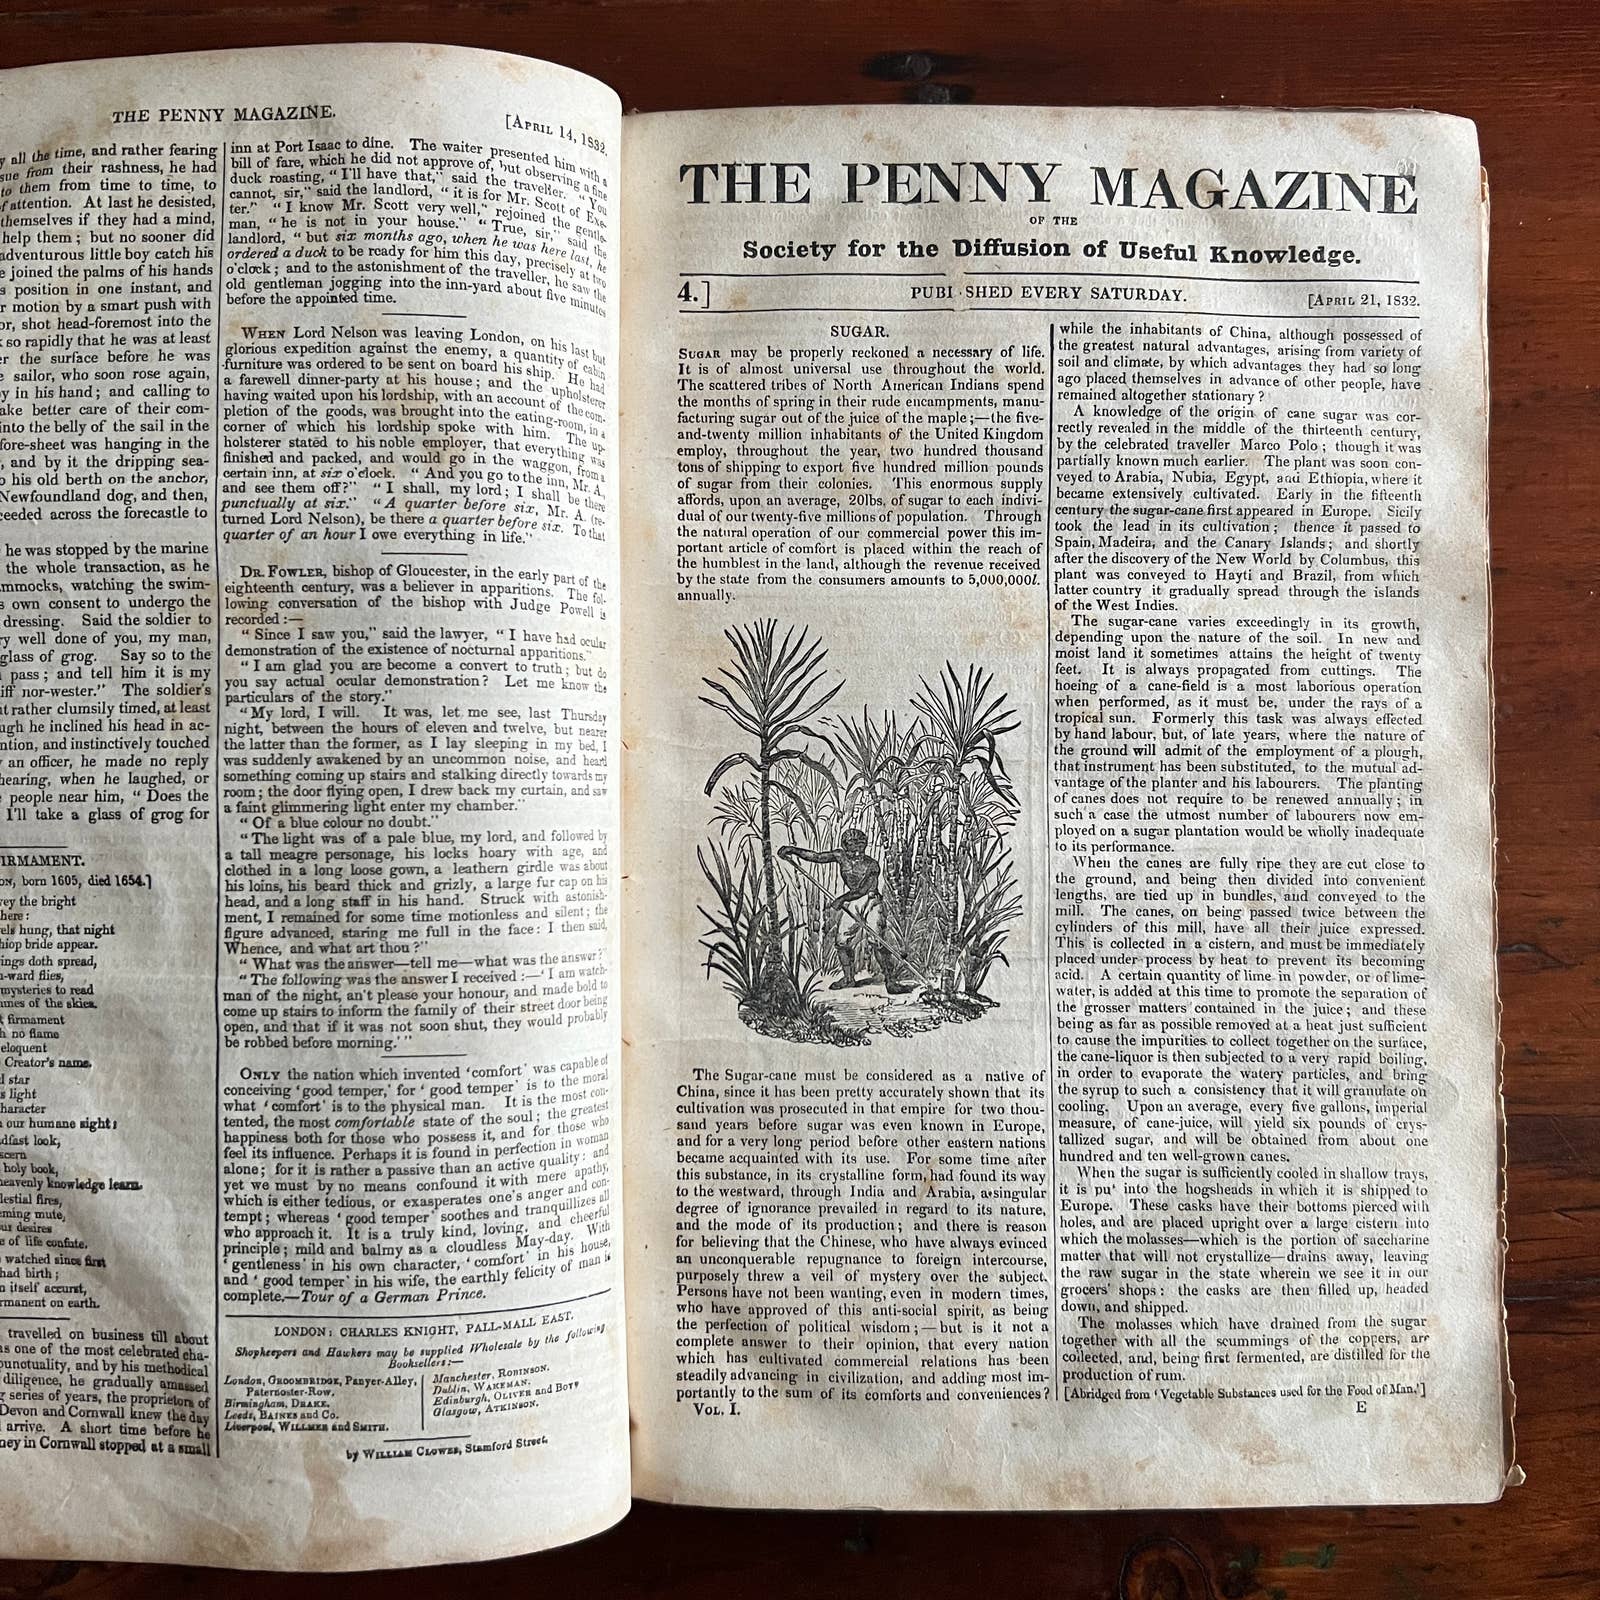 THE PENNY MAGAZINE.
[APRIL 14, 1832.
all the time, and rather fearing
sue from their rashness, he had
to them from time to time, to
of attention. At last he desisted,
themselves if they had a mind,
help them; but no sooner did
adventurous little boy catch his
e joined the palms of his hands
s position in one instant, and
r motion by a smart push with
or, shot head-foremost into the
so rapidly that he was at least
er the surface before he was
e sailor, who soon rose again,
y in his hand; and calling to
ake better care of their com-
into the belly of the sail in the
fore-sheet was hanging in the
, and by it the dripping sea-
o his old berth on the anchor,
Newfoundland dog, and then,
ceeded across the forecastle to
he was stopped by the marine
the whole transaction, as he
mmocks, watching the swim-
s own consent to undergo the
dressing. Said the soldier to
ry well done of you, my man,
glass of grog. Say so to the
pass; and tell him it is my
iff nor-wester." The soldier's
t rather clumsily timed, at least
ugh he inclined his head in ac-
ntion, and instinctively touched
an officer, he made no reply
hearing, when he laughed, or
e people near him, "Does the
I'll take a glass of grog for
IRMAMENT.
ON, born 1605, died 1654.]
vey the bright
here:
els hung, that night
hiop bride appear.
ings doth spread,
n-ward flies,
mysteries to read
umes of the skies.
firmament
h no flame
eloquent
Creator's name.
l star
s light
haracter
our humane sight:
dfast look,
scern
holy book,
heavenly knowledge learn.
lestial fires,
eming mute,
ur desires
e of life confute.
watched since first
had birth;
n itself accurst,
rmanent on earth.
travelled on business till about
as one of the most celebrated cha-
punctuality, and by his methodical
diligence, he gradually amassed
g series of years, the proprietors of
Devon and Cornwall knew the day
arrive. A short time before he
ney in Cornwall stopped at a small
inn at Port Isaac to dine. The waiter presented him with a
bill of fare, which he did not approve of, but observing a fine
duck roasting, "I'll have that," said the traveller. "You
cannot, sir," said the landlord, "it is for Mr. Scott of Exe-
ter." "I know Mr. Scott very well," rejoined the gentle-
man, "he is not in your house." "True, sir," said the
landlord, "but six months ago, when he was here last, he
ordered a duck to be ready for him this day, precisely at two
o'clock; and to the astonishment of the traveller, he saw the
old gentleman jogging into the inn-yard about five minutes
before the appointed time.
WHEN Lord Nelson was leaving London, on his last but
glorious expedition against the enemy, a quantity of cabin
furniture was ordered to be sent on board his ship. He had
a farewell dinner-party at his house; and the upholsterer
having waited upon his lordship, with an account of the com-
pletion of the goods, was brought into the eating-room, in a
corner of which his lordship spoke with him. The up-
holsterer stated to his noble employer, that everything was
finished and packed, and would go in the waggon, from a
certain inn, at six o'clock. "And you go to the inn, Mr. A.,
and see them off?" "I shall, my lord; I shall be there
punctually at six." "A quarter before six, Mr. A. (re-
turned Lord Nelson), be there a quarter before six. To that
quarter of an hour I owe everything in life."
DR. FOWLER, bishop of Gloucester, in the early part of the
eighteenth century, was a believer in apparitions. The fol-
lowing conversation of the bishop with Judge Powell is
recorded:—
"Since I saw you," said the lawyer, "I have had ocular
demonstration of the existence of nocturnal apparitions."
"I am glad you are become a convert to truth; but do
you say actual ocular demonstration? Let me know the
particulars of the story."
"My lord, I will. It was, let me see, last Thursday
night, between the hours of eleven and twelve, but nearer
the latter than the former, as I lay sleeping in my bed, I
was suddenly awakened by an uncommon noise, and heard
something coming up stairs and stalking directly towards my
room; the door flying open, I drew back my curtain, and saw
a faint glimmering light enter my chamber."
"Of a blue colour no doubt."
"The light was of a pale blue, my lord, and followed by
a tall meagre personage, his locks hoary with age, and
clothed in a long loose gown, a leathern girdle was about
his loins, his beard thick and grizly, a large fur cap on his
head, and a long staff in his hand. Struck with astonish-
ment, I remained for some time motionless and silent; the
figure advanced, staring me full in the face: I then said,
Whence, and what art thou?"
"What was the answer—tell me—what was the answer?"
"The following was the answer I received:—'I am watch-
man of the night, an't please your honour, and made bold to
come up stairs to inform the family of their street door being
open, and that if it was not soon shut, they would probably
be robbed before morning.'"
ONLY the nation which invented 'comfort' was capable of
conceiving 'good temper,' for 'good temper' is to the moral
what 'comfort' is to the physical man. It is the most con-
tented, the most comfortable state of the soul; the greatest
happiness both for those who possess it, and for those who
feel its influence. Perhaps it is found in perfection in woman
alone; for it is rather a passive than an active quality: and
yet we must by no means confound it with mere apathy,
which is either tedious, or exasperates one's anger and con-
tempt; whereas 'good temper' soothes and tranquillizes all
who approach it. It is a truly kind, loving, and cheerful
principle; mild and balmy as a cloudless May-day. With
'gentleness' in his own character, 'comfort' in his house,
and 'good temper' in his wife, the earthly felicity of man is
complete.—Tour of a German Prince.
LONDON: CHARLES KNIGHT, PALL-MALL EAST.
Shopkeepers and Hawkers may be supplied Wholesale by the following
Booksellers:—
London, GROOMBRIDGE, Panyer-Alley,
Paternoster-Row.
Birmingham, DRAKE.
Leeds, BAINES and Co.
Liverpool, WILLMER and SMITH.
Manchester, ROBINSON.
Dublin, WAKEMAN.
Edinburgh, OLIVER and BOYD
Glasgow, ATKINSON.
by WILLIAM CLOWES, Stamford Street.
THE PENNY MAGAZINE
OF THE
Society for the Diffusion of Useful Knowledge.
4.]
PUBI SHED EVERY SATURDAY.
[APRIL 21, 1832.
SUGAR.
SUGAR may be properly reckoned a necessary of life.
It is of almost universal use throughout the world.
The scattered tribes of North American Indians spend
the months of spring in their rude encampments, manu-
facturing sugar out of the juice of the maple;—the five-
and-twenty million inhabitants of the United Kingdom
employ, throughout the year, two hundred thousand
tons of shipping to export five hundred million pounds
of sugar from their colonies. This enormous supply
affords, upon an average, 20lbs. of sugar to each indivi-
dual of our twenty-five millions of population. Through
the natural operation of our commercial power this im-
portant article of comfort is placed within the reach of
the humblest in the land, although the revenue received
by the state from the consumers amounts to 5,000,000l.
annually.
The Sugar-cane must be considered as a native of
China, since it has been pretty accurately shown that its
cultivation was prosecuted in that empire for two thou-
sand years before sugar was even known in Europe,
and for a very long period before other eastern nations
became acquainted with its use. For some time after
this substance, in its crystalline form, had found its way
to the westward, through India and Arabia, a singular
degree of ignorance prevailed in regard to its nature,
and the mode of its production; and there is reason
for believing that the Chinese, who have always evinced
an unconquerable repugnance to foreign intercourse,
purposely threw a veil of mystery over the subject.
Persons have not been wanting, even in modern times,
who have approved of this anti-social spirit, as being
the perfection of political wisdom;—but is it not a
complete answer to their opinion, that every nation
which has cultivated commercial relations has been
steadily advancing in civilization, and adding most im-
portantly to the sum of its comforts and conveniences?
VOL. I.
while the inhabitants of China, although possessed of
the greatest natural advantages, arising from variety of
soil and climate, by which advantages they had so long
ago placed themselves in advance of other people, have
remained altogether stationary?
A knowledge of the origin of cane sugar was cor-
rectly revealed in the middle of the thirteenth century,
by the celebrated traveller Marco Polo; though it was
partially known much earlier. The plant was soon con-
veyed to Arabia, Nubia, Egypt, and Ethiopia, where it
became extensively cultivated. Early in the fifteenth
century the sugar-cane first appeared in Europe. Sicily
took the lead in its cultivation; thence it passed to
Spain, Madeira, and the Canary Islands; and shortly
after the discovery of the New World by Columbus, this
plant was conveyed to Hayti and Brazil, from which
latter country it gradually spread through the islands
of the West Indies.
The sugar-cane varies exceedingly in its growth,
depending upon the nature of the soil. In new and
moist land it sometimes attains the height of twenty
feet. It is always propagated from cuttings. The
hoeing of a cane-field is a most laborious operation
when performed, as it must be, under the rays of a
tropical sun. Formerly this task was always effected
by hand labour, but, of late years, where the nature of
the ground will admit of the employment of a plough,
that instrument has been substituted, to the mutual ad-
vantage of the planter and his labourers. The planting
of canes does not require to be renewed annually; in
such a case the utmost number of labourers now em-
ployed on a sugar plantation would be wholly inadequate
to its performance.
When the canes are fully ripe they are cut close to
the ground, and being then divided into convenient
lengths, are tied up in bundles, and conveyed to the
mill. The canes, on being passed twice between the
cylinders of this mill, have all their juice expressed.
This is collected in a cistern, and must be immediately
placed under process by heat to prevent its becoming
acid. A certain quantity of lime in powder, or of lime-
water, is added at this time to promote the separation of
the grosser matters contained in the juice; and these
being as far as possible removed at a heat just sufficient
to cause the impurities to collect together on the surface,
the cane-liquor is then subjected to a very rapid boiling,
in order to evaporate the watery particles, and bring
the syrup to such a consistency that it will granulate on
cooling. Upon an average, every five gallons, imperial
measure, of cane-juice, will yield six pounds of crys-
tallized sugar, and will be obtained from about one
hundred and ten well-grown canes.
When the sugar is sufficiently cooled in shallow trays,
it is pu' into the hogsheads in which it is shipped to
Europe. These casks have their bottoms pierced with
holes, and are placed upright over a large cistern into
which the molasses—which is the portion of saccharine
matter that will not crystallize—drains away, leaving
the raw sugar in the state wherein we see it in our
grocers' shops: the casks are then filled up, headed
down, and shipped.
The molasses which have drained from the sugar
together with all the scummings of the coppers, are
collected, and, being first fermented, are distilled for the
production of rum.
[Abridged from 'Vegetable Substances used for the Food of Man.']
E